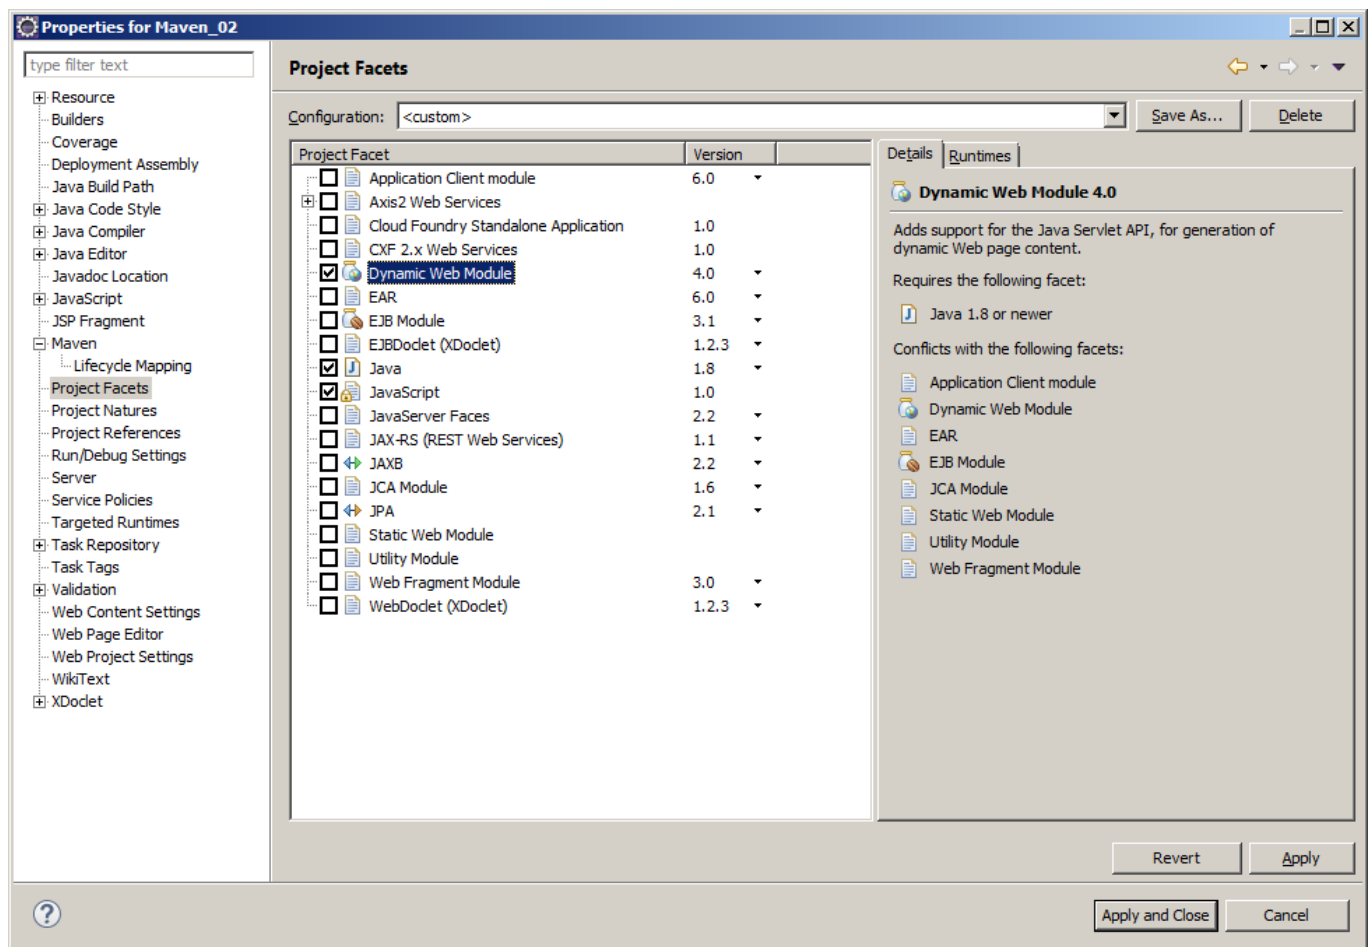 Properties for Maven_02
type filter text
Resource
Builders
Coverage
Deployment Assembly
Java Build Path
Java Code Style
Java Compiler
Java Editor
Javadoc Location
JavaScript
JSP Fragment
Maven
Lifecycle Mapping
Project Facets
Project Natures
Project References
Run/Debug Settings
Server
Service Policies
Targeted Runtimes
Task Repository
Task Tags
Validation
Web Content Settings
Web Page Editor
Web Project Settings
WikiText
XDoclet
Project Facets
Configuration: <custom> Save As... Delete
Project Facet Version
Application Client module 6.0
Axis2 Web Services
Cloud Foundry Standalone Application 1.0
CXF 2.x Web Services 1.0
Dynamic Web Module 4.0
EAR 6.0
EJB Module 3.1
EJBDoclet (XDoclet) 1.2.3
Java 1.8
JavaScript 1.0
JavaServer Faces 2.2
JAX-RS (REST Web Services) 1.1
JAXB 2.2
JCA Module 1.6
JPA 2.1
Static Web Module
Utility Module
Web Fragment Module 3.0
WebDoclet (XDoclet) 1.2.3
Details Runtimes
Dynamic Web Module 4.0
Adds support for the Java Servlet API, for generation of
dynamic Web page content.
Requires the following facet:
Java 1.8 or newer
Conflicts with the following facets:
Application Client module
Dynamic Web Module
EAR
EJB Module
JCA Module
Static Web Module
Utility Module
Web Fragment Module
Revert Apply
? Apply and Close Cancel